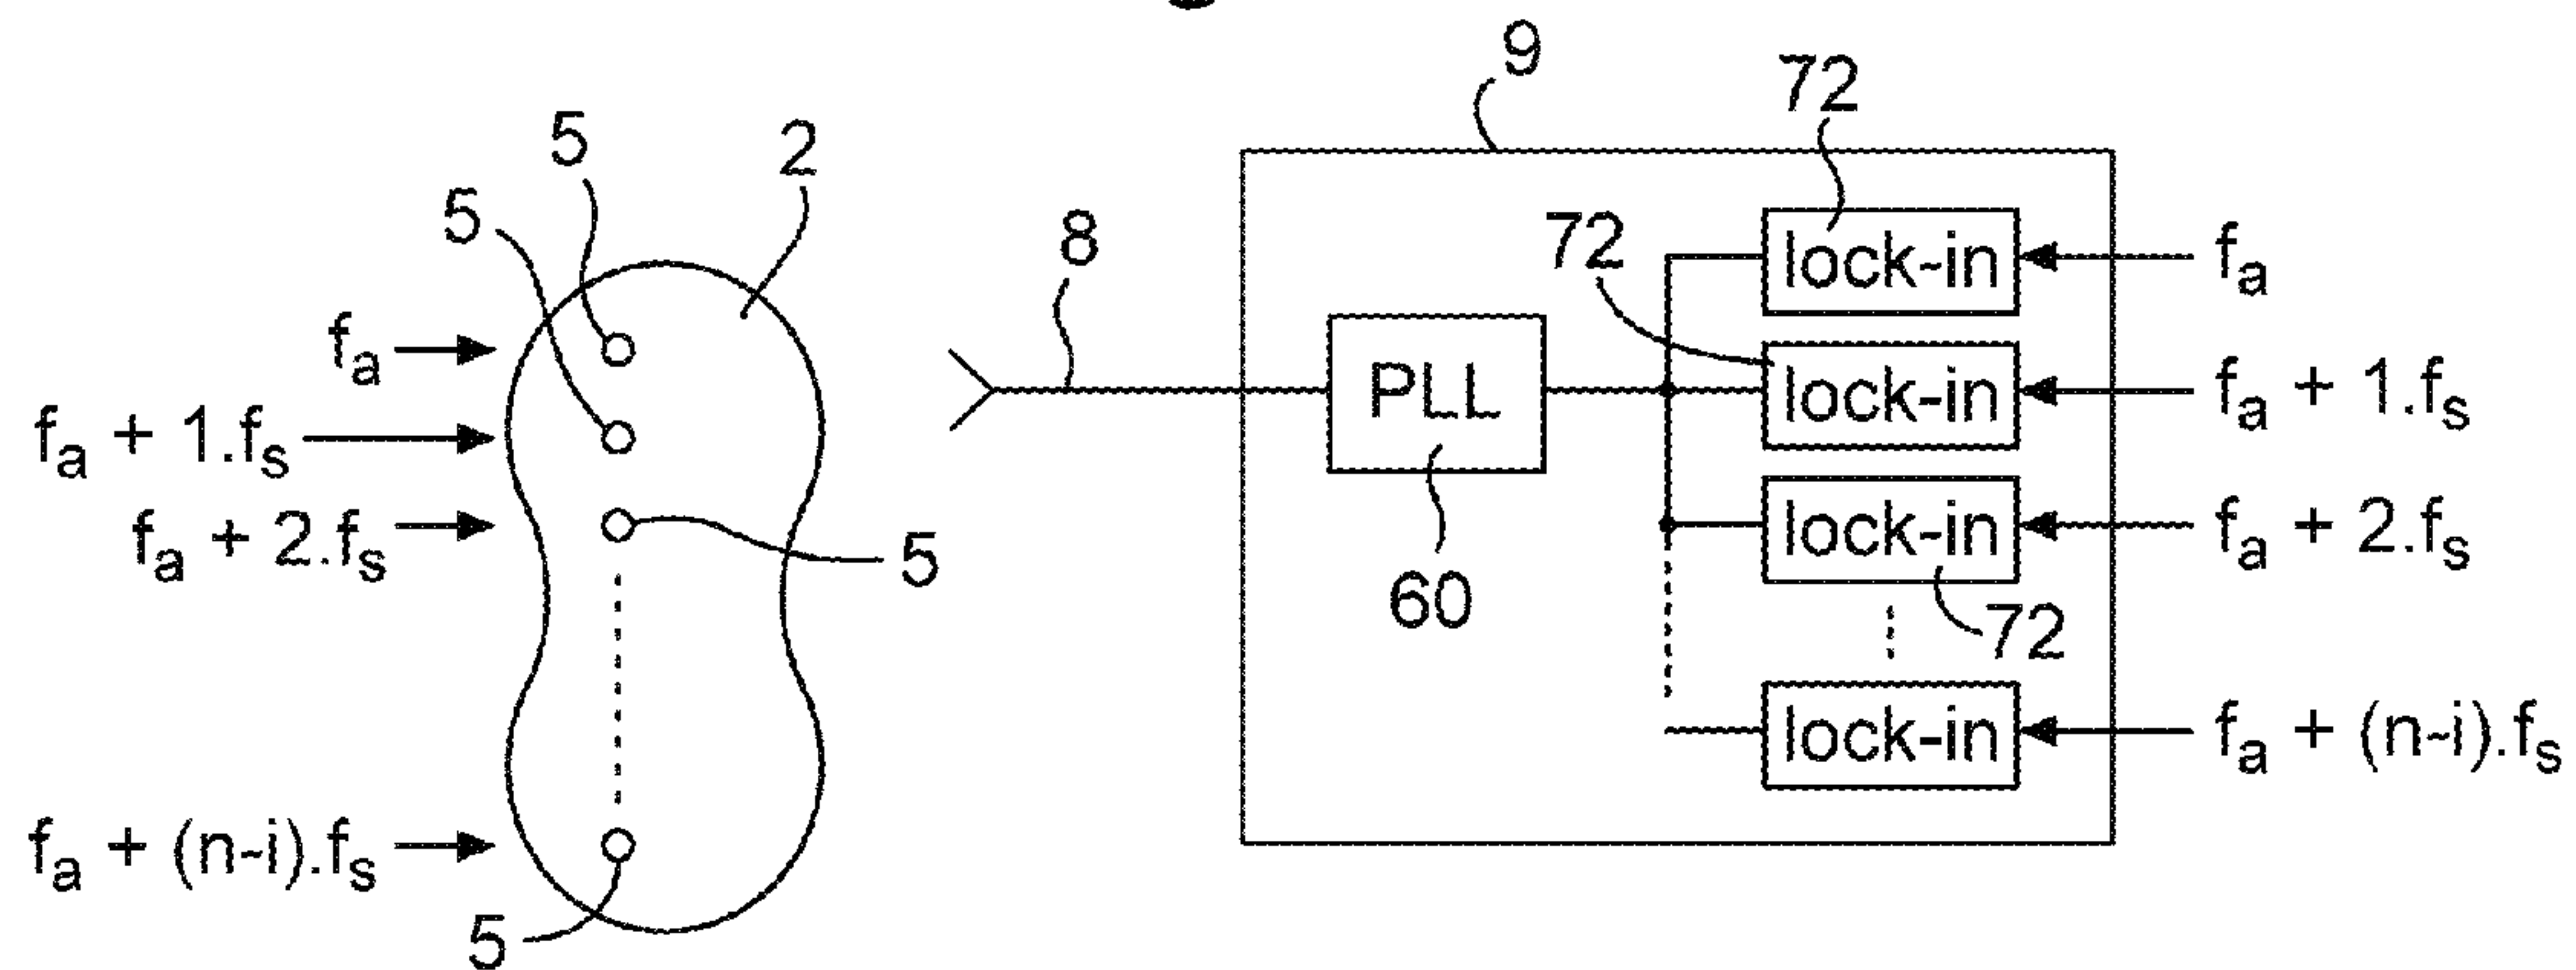 9
72
5
2
5
8
72
lock-in
fₐ
fₐ
PLL
lock-in
fₐ + 1.fₛ
fₐ + 1.fₛ
fₐ + 2.fₛ
5
lock-in
fₐ + 2.fₛ
60
72
lock-in
fₐ + (n-i).fₛ
fₐ + (n-i).fₛ
5